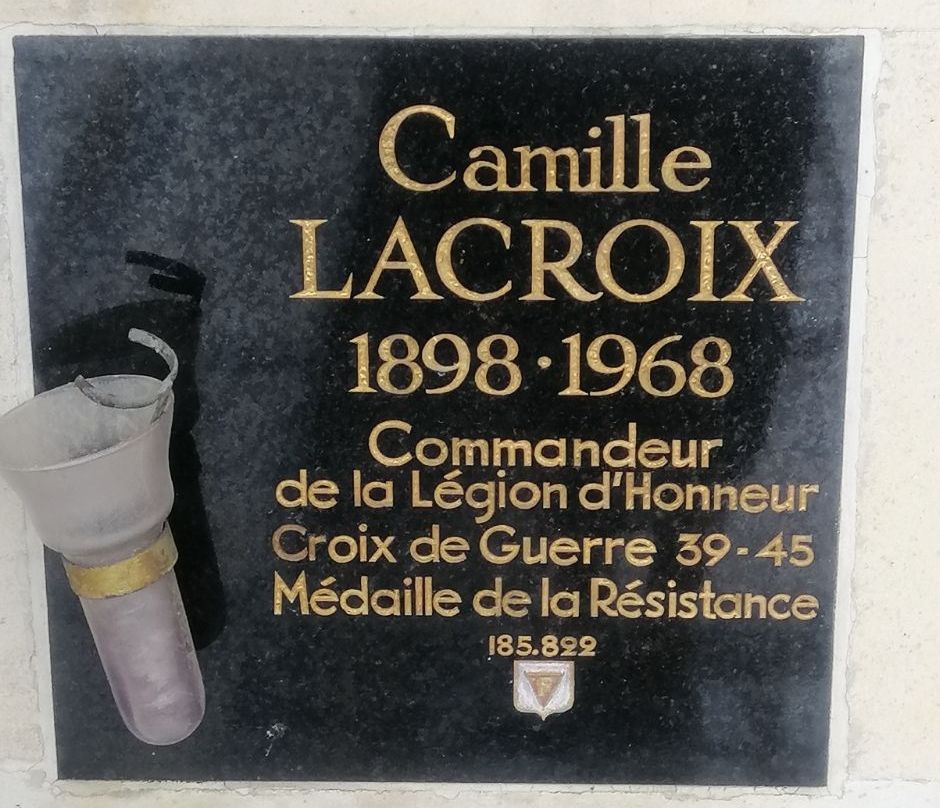 Camille
LACROIX
1898·1968
Commandeur
de la Légion d'Honneur
Croix de Guerre 39-45
Médaille de la Résistance
185.822